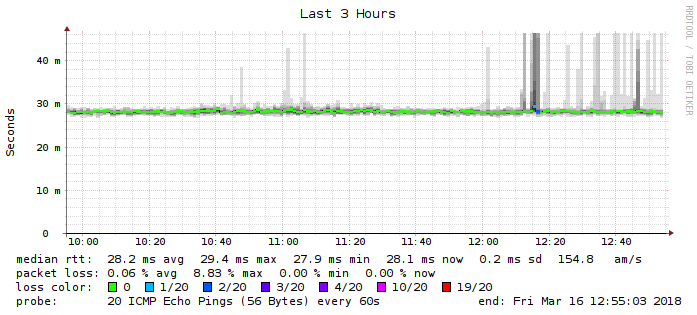 Last 3 Hours
RRDTOOL / TOBI OETIKER
Seconds
40 m
30 m
20 m
10 m
0
10:00 10:20 10:40 11:00 11:20 11:40 12:00 12:20 12:40
median rtt: 28.2 ms avg 29.4 ms max 27.9 ms min 28.1 ms now 0.2 ms sd 154.8 am/s
packet loss: 0.06 % avg 8.83 % max 0.00 % min 0.00 % now
loss color: 0 1/20 2/20 3/20 4/20 10/20 19/20
probe: 20 ICMP Echo Pings (56 Bytes) every 60s end: Fri Mar 16 12:55:03 2018